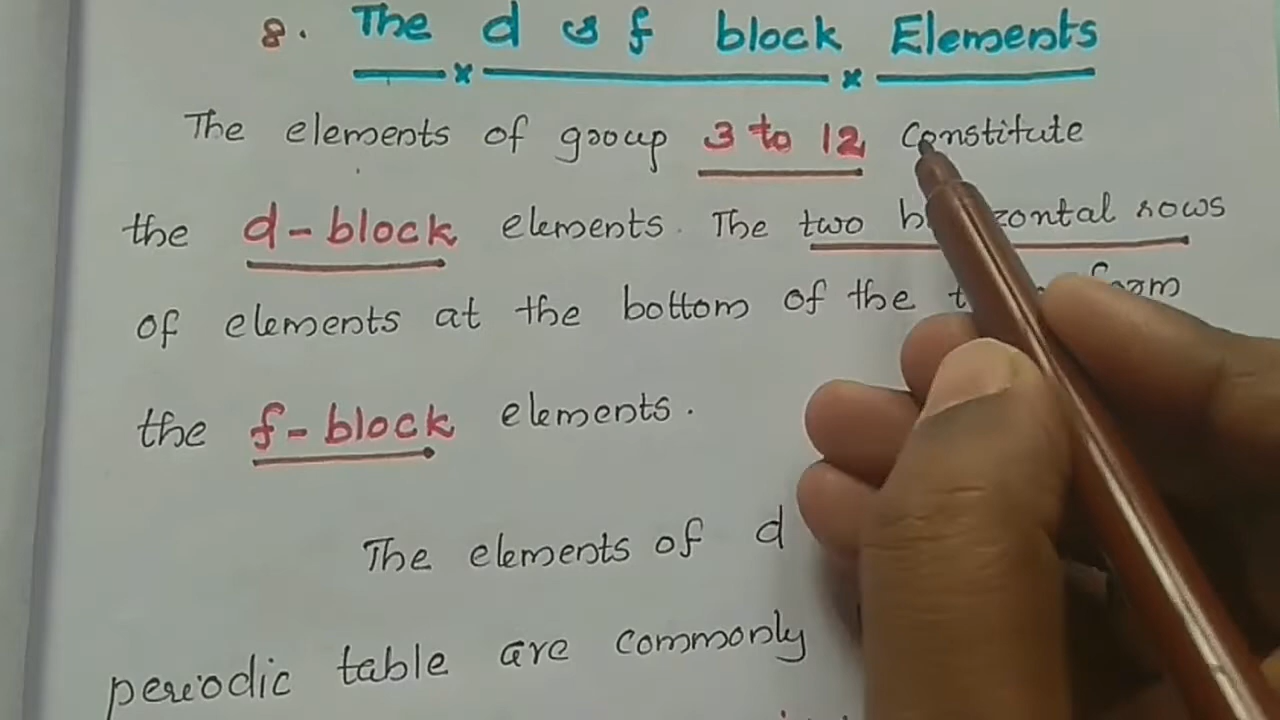 8. The d & f block Elements
The elements of group 3 to 12 constitute
the d-block elements. The two rows
of elements at the bottom of the
the f-block elements.
The elements of d
periodic table are commonly